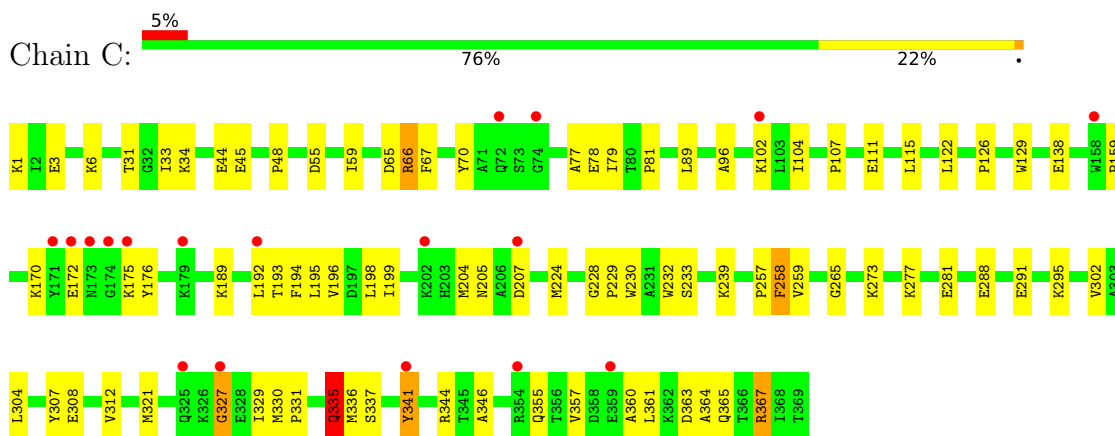 5%
Chain C:
76% 22% •
K1 I2 E3 K6 T31 G32 I33 K34 E44 E45 P48 D55 I59 D65 R66 F67 Y70 A71 Q72 S73 G74 A77 E78 I79 T80 P81 L89 A96 K102 L103 I104 P107 E111 L115 L122 P126 W129 E138 W158 P159
K170 Y171 E172 N173 G174 K175 Y176 K179 K189 L192 T193 F194 L195 V196 D197 L198 I199 K202 H203 M204 N205 A206 D207 M224 G228 P229 W230 A231 W232 S233 K239 P257 F258 V259 G265 K273 K277 E281 E288 E291 K295 V302 A303
L304 Y307 E308 V312 M321 Q325 K326 G327 E328 I329 M330 P331 Q335 M336 S337 Y341 R344 T345 A346 R354 Q355 T356 V357 D358 E359 A360 L361 K362 D363 A364 Q365 T366 R367 I368 T369